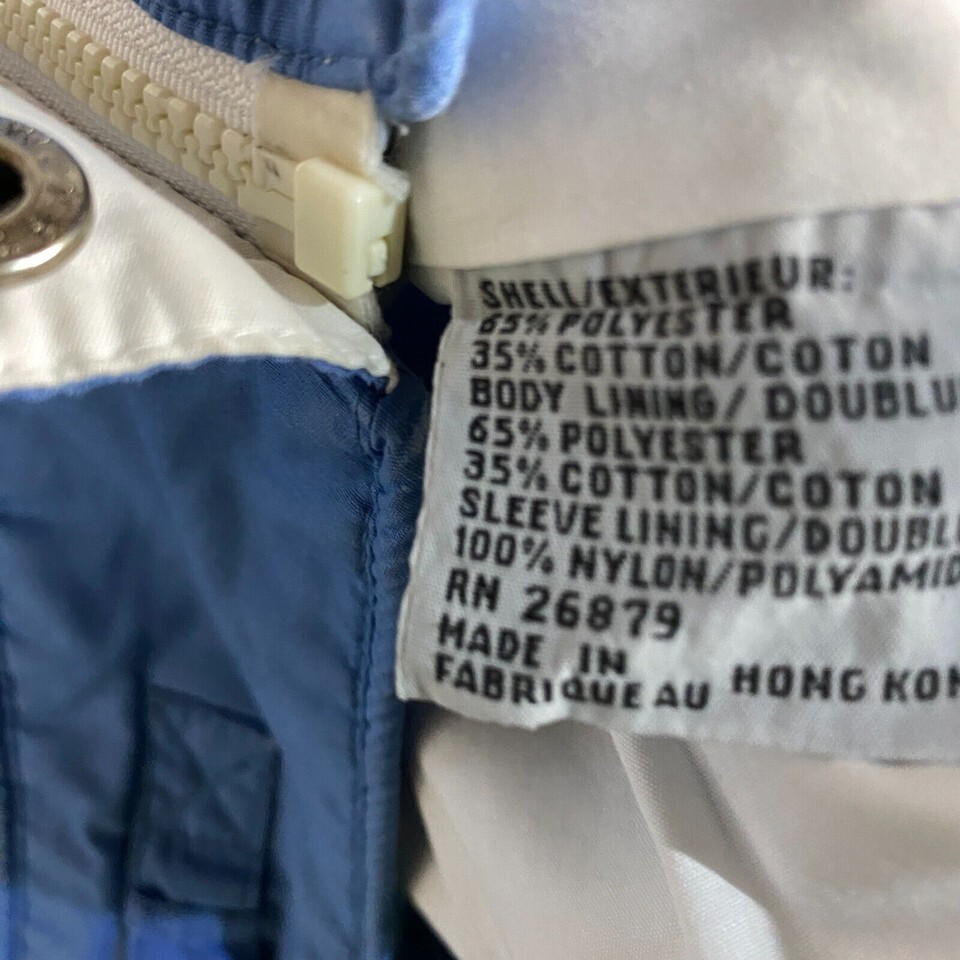 SHELL/EXTERIEUR:
65% POLYESTER
35% COTTON/COTON
BODY LINING/ DOUBLU
65% POLYESTER
35% COTTON/COTON
SLEEVE LINING/DOUBL
100% NYLON/POLYAMID
RN 26879
MADE IN
FABRIQUE AU HONG KON